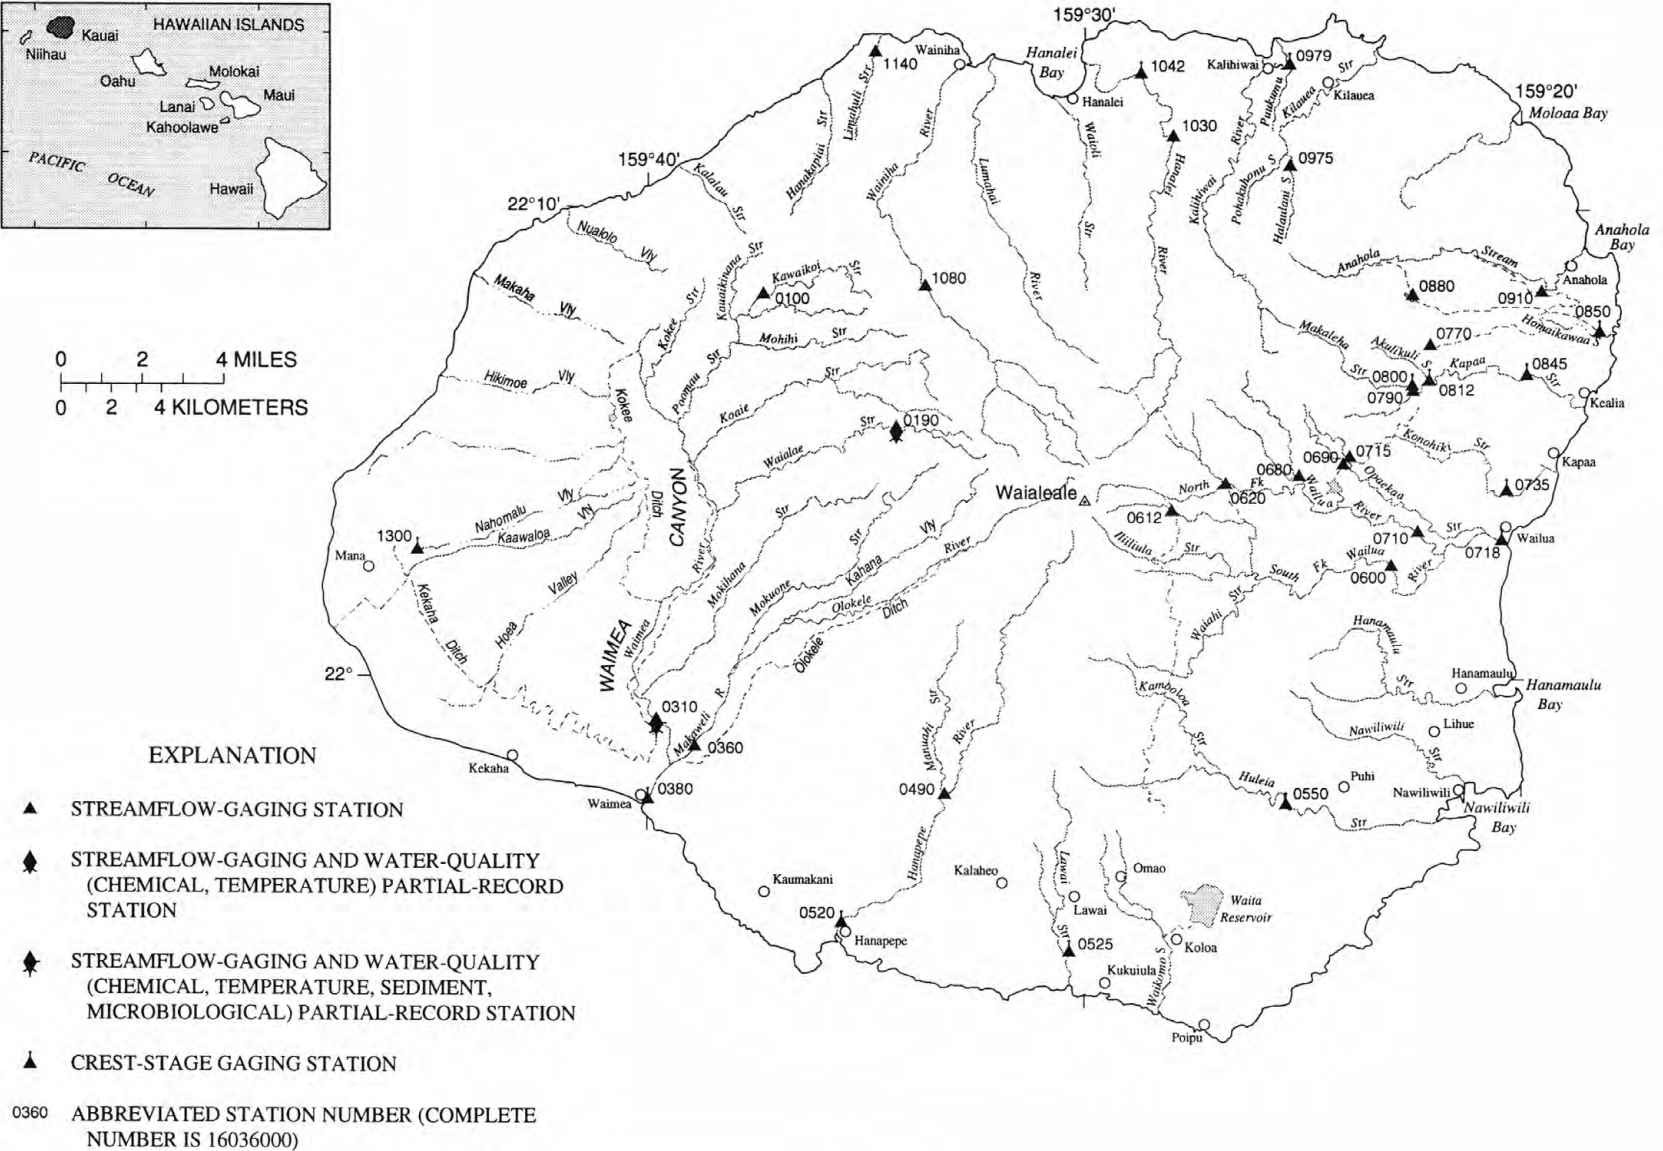 HAWAIIAN ISLANDS
Kauai
Niihau
Oahu
Molokai
Lanai
Maui
Kahoolawe
PACIFIC
OCEAN
Hawaii
159°30'
159°20'
159°40'
22°10'
22°
0 2 4 MILES
0 2 4 KILOMETERS
Wainiha
Hanalei
Bay
1140
1042
Kalihiwai
0979
Kilauea
Moloaa Bay
Hanalei
1030
0975
Limahuli Str
Hanakapiai Str
Wainiha River
Lumahai River
Waioli Str
Hanalei River
Kalihiwai River
Puukumu
Kilauea Str
Pohakuhonu S
Halaulani S
Kalalau Str
Nualolo Vly
Makaha Vly
Hikimoe Vly
Kauaikinana Str
Kawaikoi Str
0100
Kokee Str
Mohihi Str
Poomau Str
Koaie Str
Waialae Str
0190
1080
Anahola
Bay
Anahola Stream
Anahola
0880
0910
0850
Homaikawaa S
0770
Makaleha Str
Akulikuli S
Kapaa Str
0845
0800
0790
0812
Kealia
Konohiki Str
Kapaa
0735
0690
0715
0680
Opaekaa Str
North Fk Wailua River
0620
0612
Waialeale
Iliiliula Str
0710
0718
Wailua
South Fk Wailua River
0600
Waiahi Str
Kokee Ditch
WAIMEA CANYON
Waimea River
Nahomalu Vly
Kaawaloa Vly
1300
Mana
Kekaha Ditch
Hoea Valley
Mokihana Str
Mokuone Str
Kahana Vly
Olokele River
Olokele Ditch
Makaweli R
0310
0360
Kekaha
Waimea
0380
Manuahi Str
Hanapepe River
0490
Hanamaulu Str
Hanamaulu
Hanamaulu
Bay
Kamooloa Str
Nawiliwili Str
Lihue
Huleia Str
0550
Puhi
Nawiliwili
Nawiliwili
Bay
Kaumakani
Kalaheo
0520
Hanapepe
Lawai Str
Lawai
Omao
Waita
Reservoir
0525
Koloa
Kukuiula
Waikomo S
Poipu
EXPLANATION
STREAMFLOW-GAGING STATION
STREAMFLOW-GAGING AND WATER-QUALITY
(CHEMICAL, TEMPERATURE) PARTIAL-RECORD
STATION
STREAMFLOW-GAGING AND WATER-QUALITY
(CHEMICAL, TEMPERATURE, SEDIMENT,
MICROBIOLOGICAL) PARTIAL-RECORD STATION
CREST-STAGE GAGING STATION
0360 ABBREVIATED STATION NUMBER (COMPLETE
NUMBER IS 16036000)